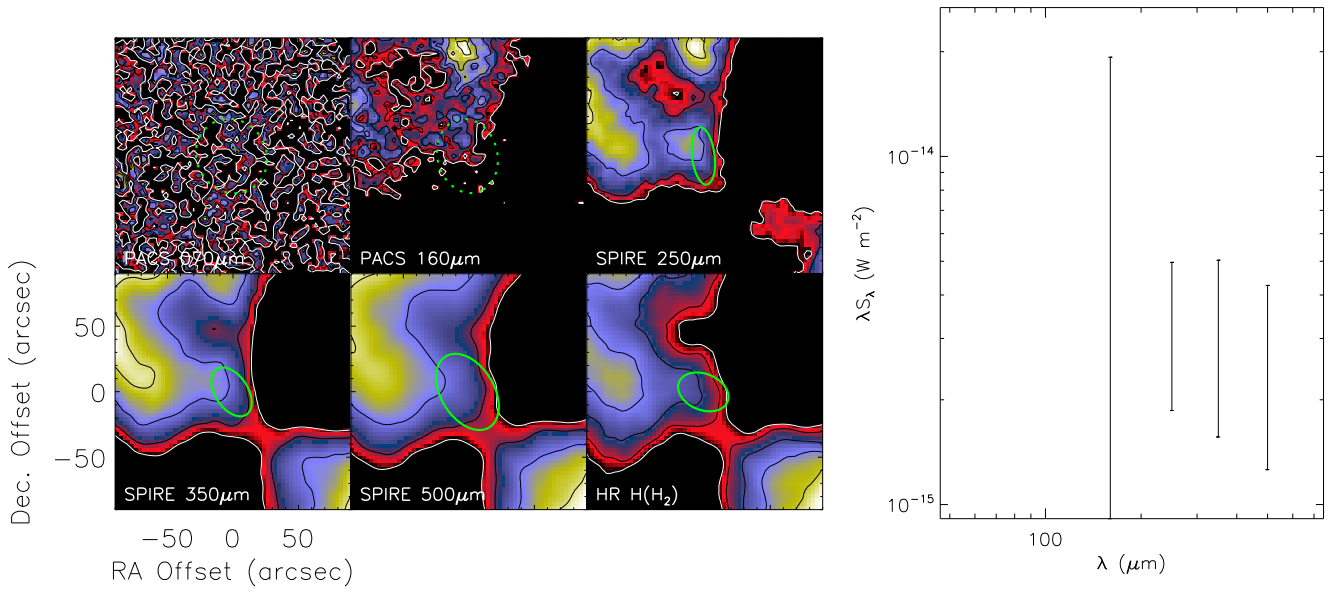 PACS 070μm
PACS 160μm
SPIRE 250μm
SPIRE 350μm
SPIRE 500μm
HR H(H₂)
50
0
−50
Dec. Offset (arcsec)
−50 0 50
RA Offset (arcsec)
10⁻¹⁴
10⁻¹⁵
λS_λ (W m⁻²)
100
λ (μm)